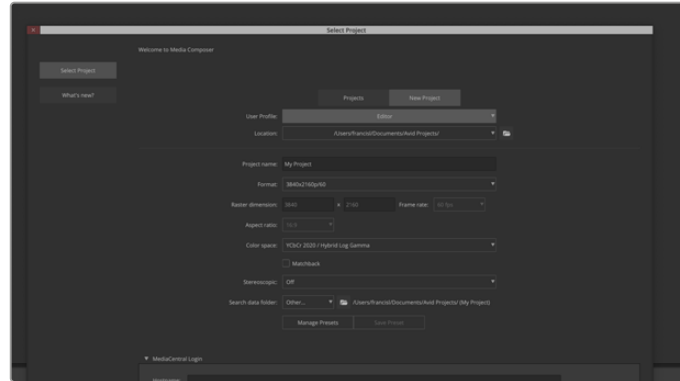 Select Project
Welcome to Media Composer
Select Project
What's new?
Projects New Project
User Profile: Editor
Location: /Users/francisl/Documents/Avid Projects/
Project name: My Project
Format: 3840x2160p/60
Raster dimension: 3840 x 2160 Frame rate: 60 fps
Aspect ratio: 16:9
Color space: YCbCr 2020 / Hybrid Log Gamma
Matchback
Stereoscopic: Off
Search data folder: Other... /Users/francisl/Documents/Avid Projects/ (My Project)
Manage Presets Save Preset
MediaCentral Login